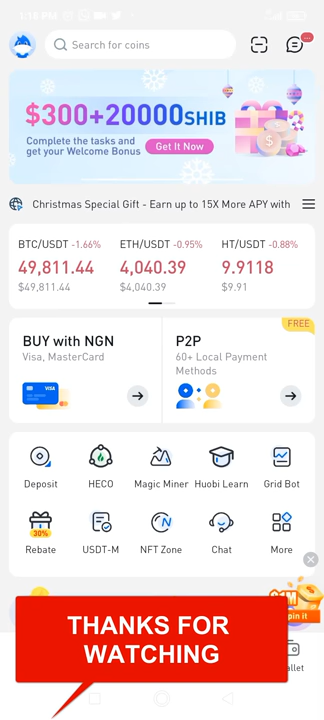 1:18 PM
Search for coins
...
$300+20000SHIB
Complete the tasks and
get your Welcome Bonus
Get It Now
Christmas Special Gift - Earn up to 15X More APY with
BTC/USDT -1.66%
49,811.44
$49,811.44
ETH/USDT -0.95%
4,040.39
$4,040.39
HT/USDT -0.88%
9.9118
$9.91
BUY with NGN
Visa, MasterCard
VISA
FREE
P2P
60+ Local Payment
Methods
Deposit
HECO
Magic Miner
Huobi Learn
Grid Bot
30%
Rebate
USDT-M
NFT Zone
Chat
More
THANKS FOR
WATCHING